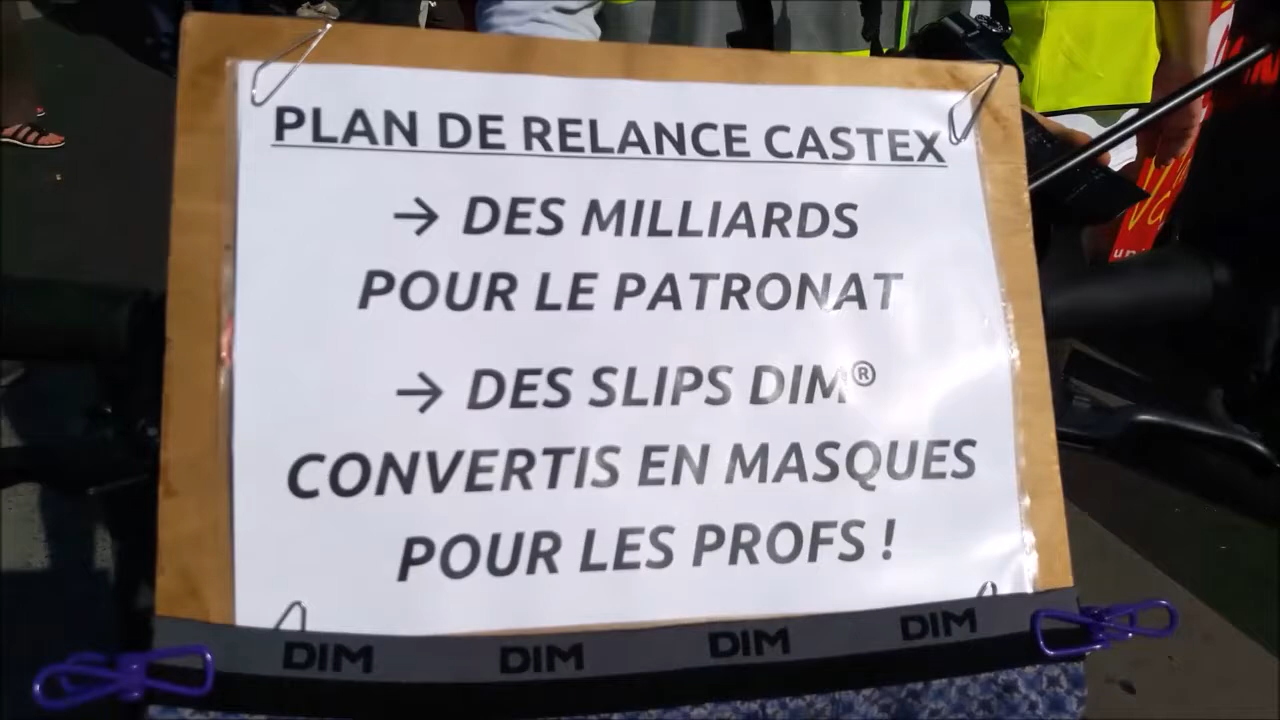 PLAN DE RELANCE CASTEX
→ DES MILLIARDS
POUR LE PATRONAT
→ DES SLIPS DIM®
CONVERTIS EN MASQUES
POUR LES PROFS !
DIM DIM DIM DIM